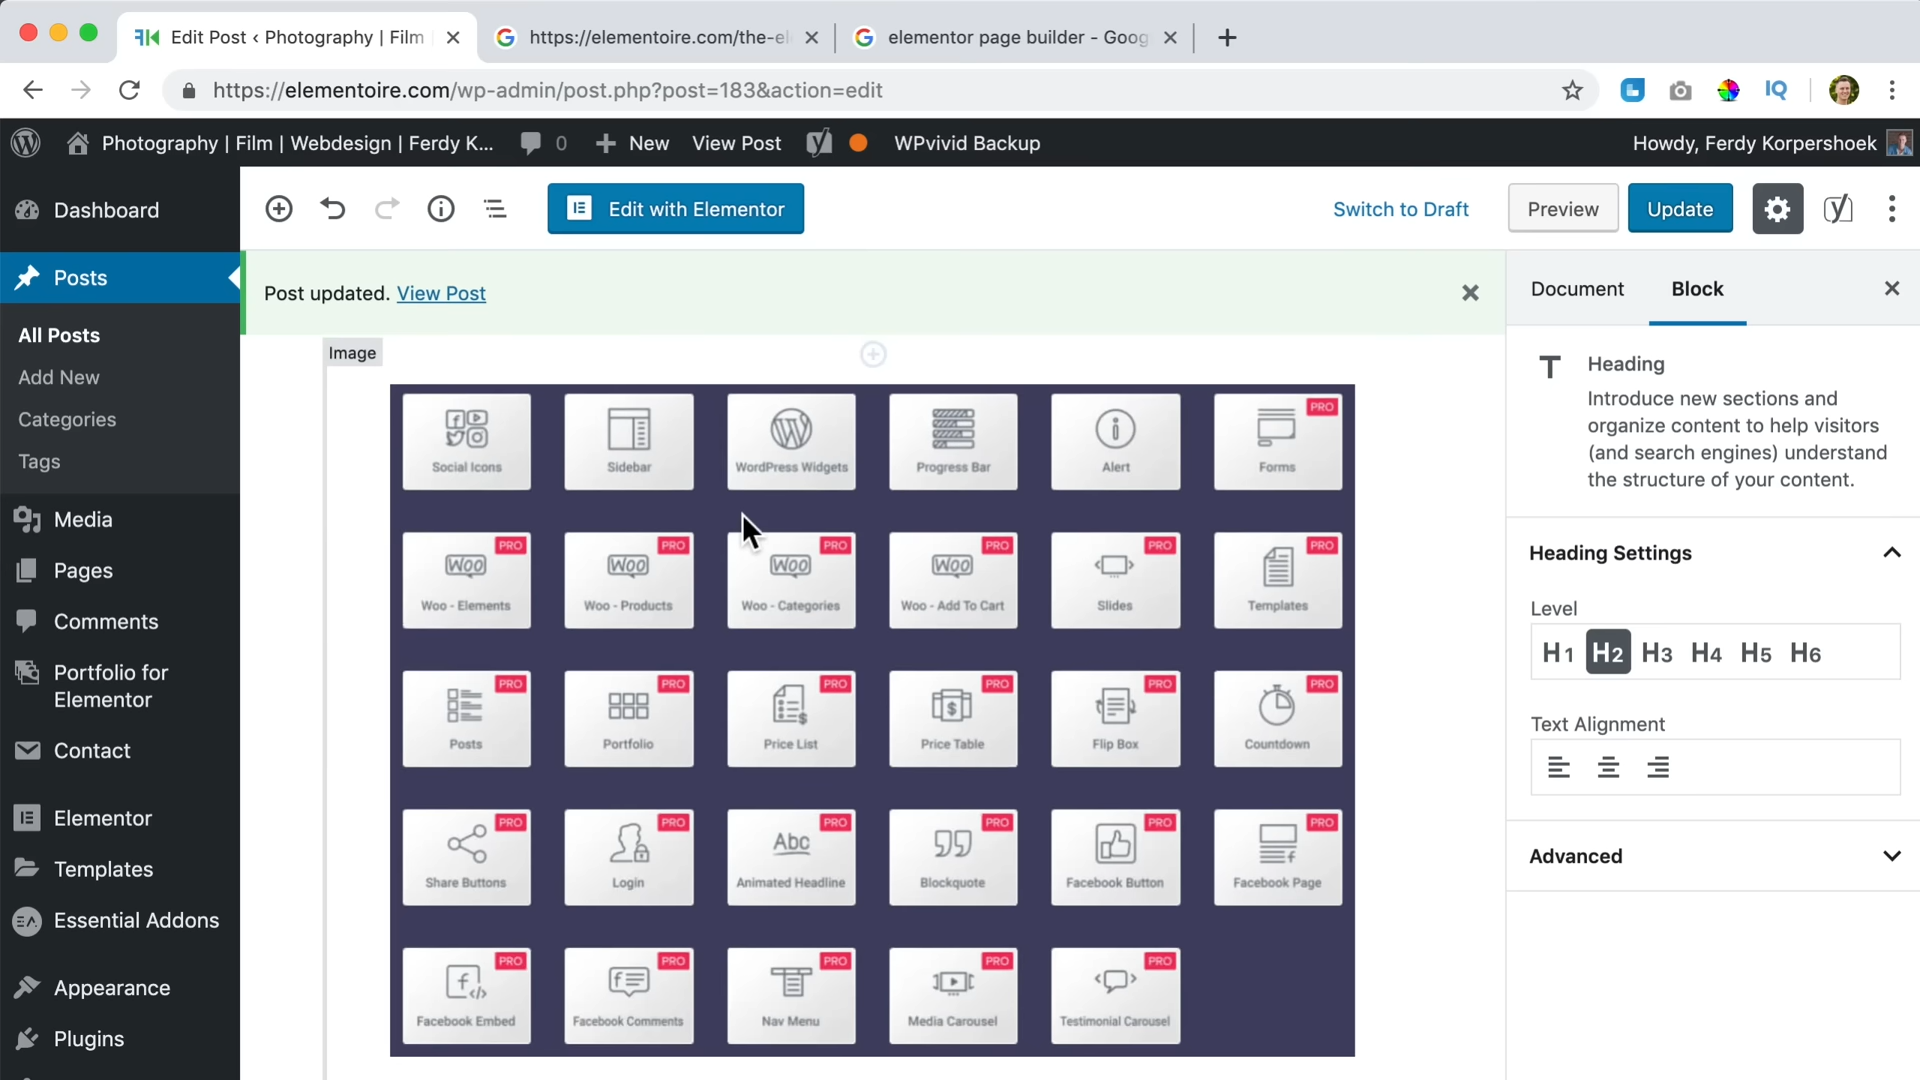 Edit Post ‹ Photography | Film
https://elementoire.com/the-el
elementor page builder - Goog
https://elementoire.com/wp-admin/post.php?post=183&action=edit
IQ
Photography | Film | Webdesign | Ferdy K...
0
New
View Post
WPvivid Backup
Howdy, Ferdy Korpershoek
Dashboard
Edit with Elementor
Switch to Draft
Preview
Update
Posts
Post updated. View Post
Document
Block
All Posts
Add New
Categories
Tags
Image
Heading
Introduce new sections and
organize content to help visitors
(and search engines) understand
the structure of your content.
PRO
Social Icons
Sidebar
WordPress Widgets
Progress Bar
Alert
Forms
Media
Pages
Comments
Portfolio for
Elementor
Contact
Elementor
Templates
Essential Addons
Appearance
Plugins
PRO
PRO
PRO
PRO
PRO
PRO
Woo
Woo
Woo
Woo
Woo - Elements
Woo - Products
Woo - Categories
Woo - Add To Cart
Slides
Templates
PRO
PRO
PRO
PRO
PRO
PRO
Posts
Portfolio
Price List
Price Table
Flip Box
Countdown
PRO
PRO
PRO
PRO
PRO
PRO
Abc
Share Buttons
Login
Animated Headline
Blockquote
Facebook Button
Facebook Page
PRO
PRO
PRO
PRO
PRO
Facebook Embed
Facebook Comments
Nav Menu
Media Carousel
Testimonial Carousel
Heading Settings
Level
H1 H2 H3 H4 H5 H6
Text Alignment
Advanced